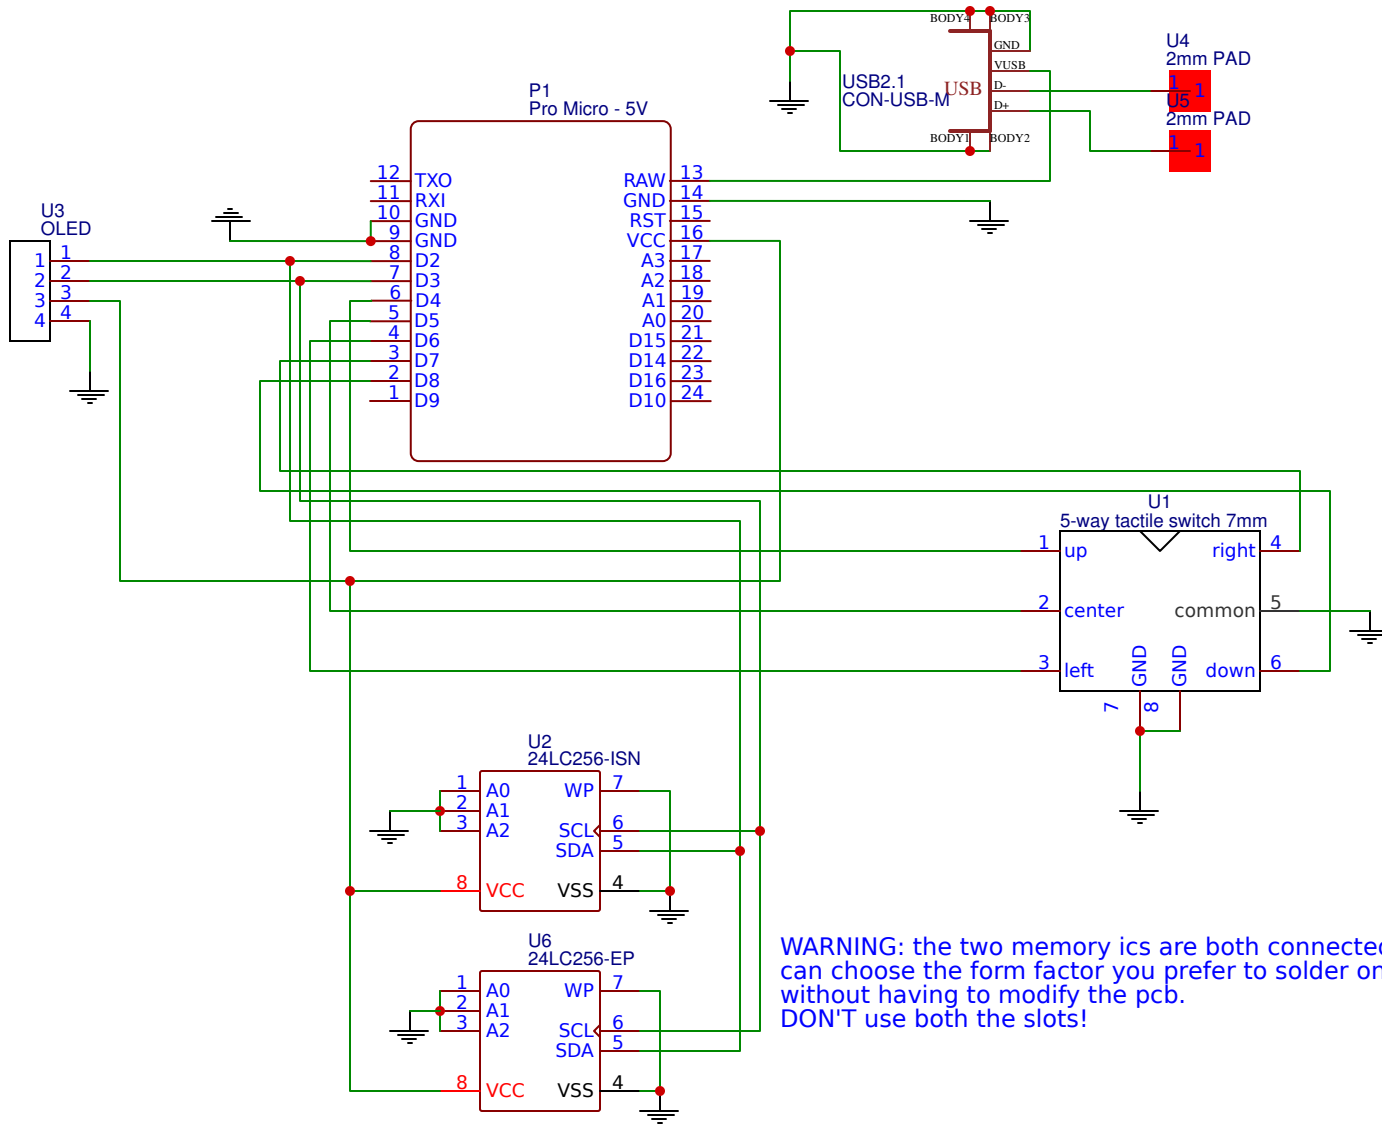 BODY4
BODY3
GND
VUSB
D-
D+
USB
BODY1
BODY2
USB2.1
CON-USB-M
U4
2mm PAD
1
1
U5
2mm PAD
1
1
P1
Pro Micro - 5V
12 TXO
11 RXI
10 GND
9 GND
8 D2
7 D3
6 D4
5 D5
4 D6
3 D7
2 D8
1 D9
RAW 13
GND 14
RST 15
VCC 16
A3 17
A2 18
A1 19
A0 20
D15 21
D14 22
D16 23
D10 24
U3
OLED
1 1
2 2
3 3
4 4
U1
5-way tactile switch 7mm
1 up
2 center
3 left
right 4
common 5
down 6
GND
GND
7
8
U2
24LC256-ISN
1 A0
2 A1
3 A2
8 VCC
WP 7
SCL 6
SDA 5
VSS 4
U6
24LC256-EP
1 A0
2 A1
3 A2
8 VCC
WP 7
SCL 6
SDA 5
VSS 4
WARNING: the two memory ics are both connected
can choose the form factor you prefer to solder on
without having to modify the pcb.
DON'T use both the slots!